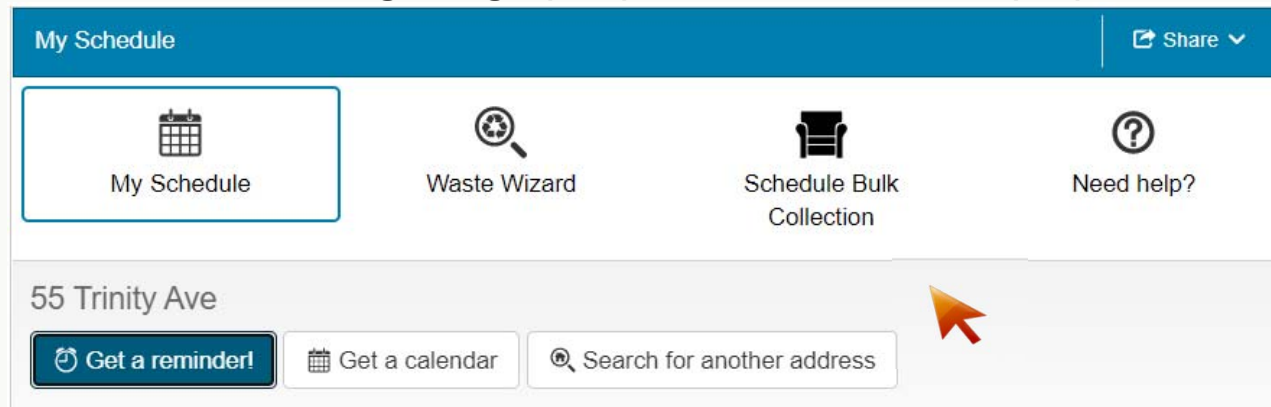 My Schedule
Share
My Schedule
Waste Wizard
Schedule Bulk
Collection
Need help?
55 Trinity Ave
Get a reminder!
Get a calendar
Search for another address